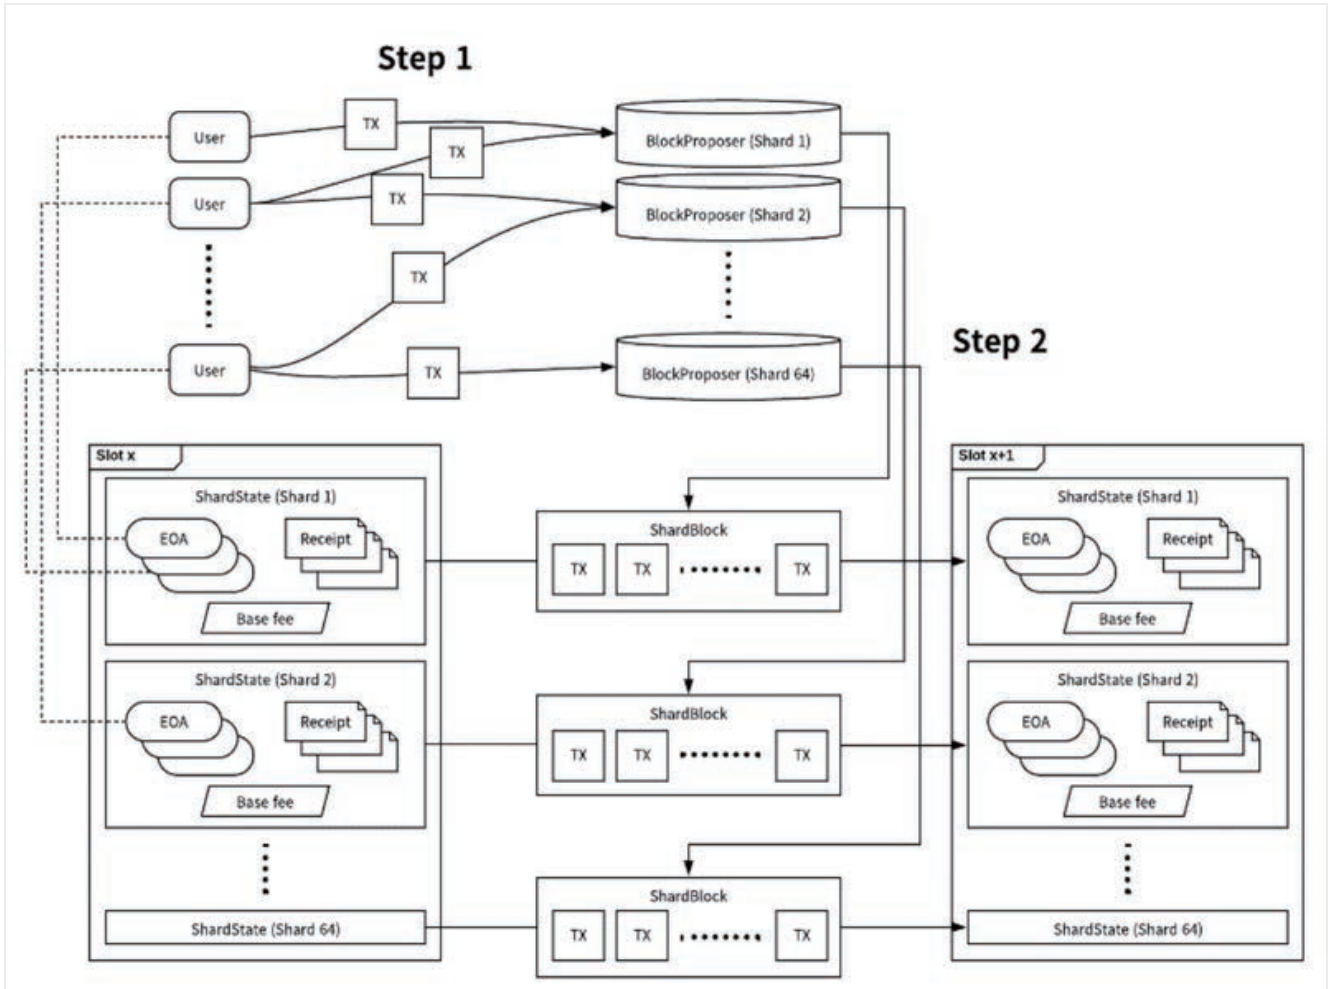 Step 1
User
TX
TX
BlockProposer (Shard 1)
User
TX
BlockProposer (Shard 2)
TX
User
TX
BlockProposer (Shard 64)
Step 2
Slot x
ShardState (Shard 1)
EOA
Receipt
Base fee
ShardState (Shard 2)
EOA
Receipt
Base fee
ShardState (Shard 64)
ShardBlock
TX TX TX
ShardBlock
TX TX TX
ShardBlock
TX TX TX
Slot x+1
ShardState (Shard 1)
EOA
Receipt
Base fee
ShardState (Shard 2)
EOA
Receipt
Base fee
ShardState (Shard 64)